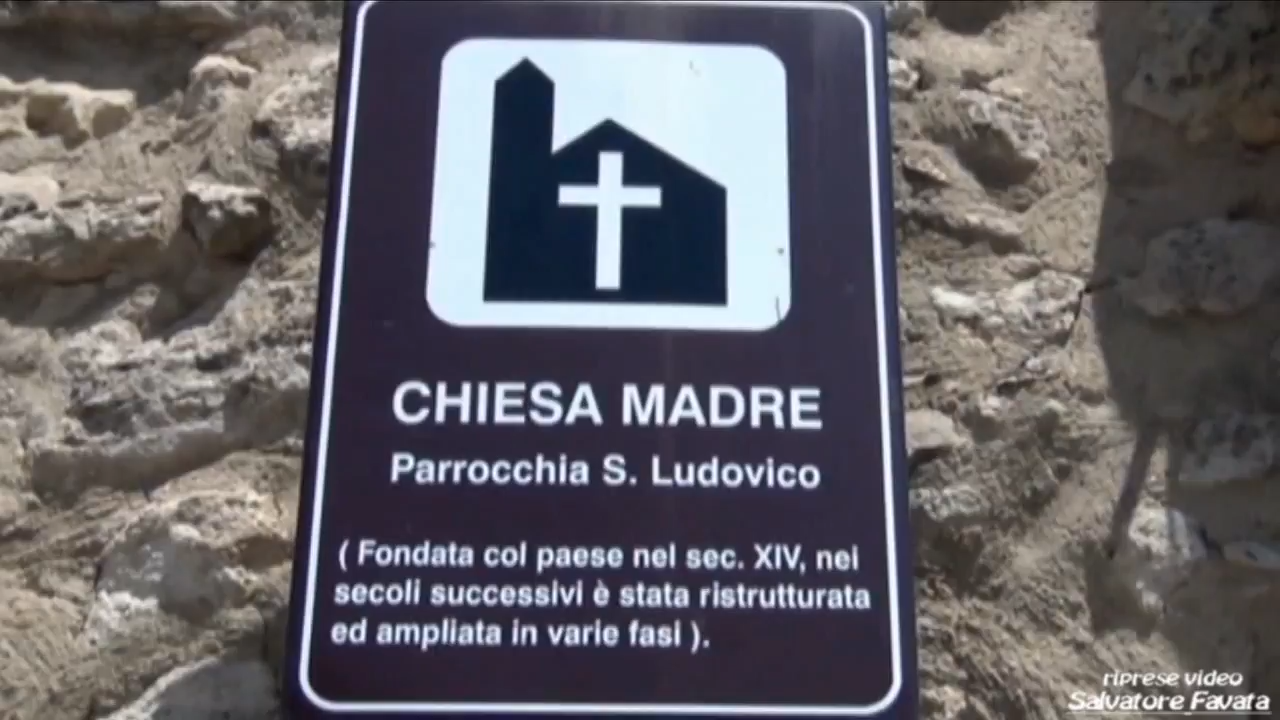 CHIESA MADRE
Parrocchia S. Ludovico
( Fondata col paese nel sec. XIV, nei
secoli successivi è stata ristrutturata
ed ampliata in varie fasi ).
riprese video
Salvatore Favata